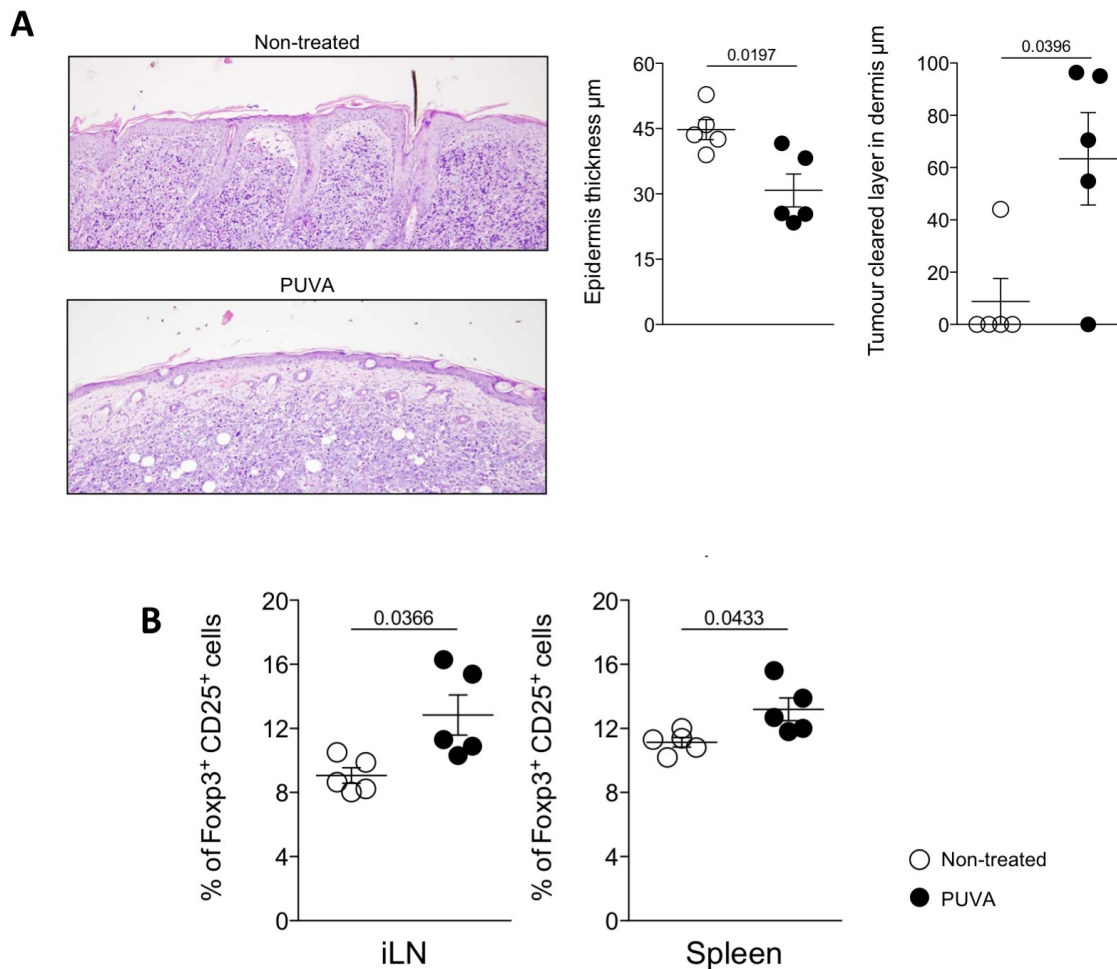 A
Non-treated
PUVA
Epidermis thickness µm
60
45
30
15
0
0.0197
Tumour cleared layer in dermis µm
100
80
60
40
20
0
0.0396
B
% of Foxp3⁺ CD25⁺ cells
20
16
12
8
4
0
0.0366
iLN
% of Foxp3⁺ CD25⁺ cells
20
16
12
8
4
0
0.0433
Spleen
Non-treated
PUVA